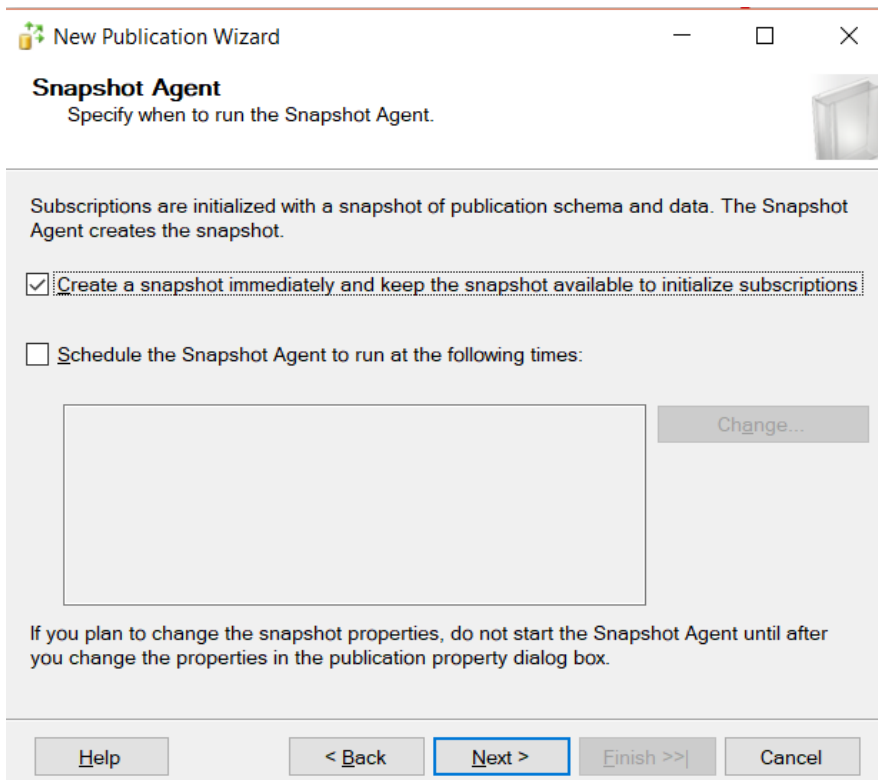 New Publication Wizard
Snapshot Agent
Specify when to run the Snapshot Agent.
Subscriptions are initialized with a snapshot of publication schema and data. The Snapshot
Agent creates the snapshot.
Create a snapshot immediately and keep the snapshot available to initialize subscriptions
Schedule the Snapshot Agent to run at the following times:
Change...
If you plan to change the snapshot properties, do not start the Snapshot Agent until after
you change the properties in the publication property dialog box.
Help
< Back
Next >
Finish >>|
Cancel